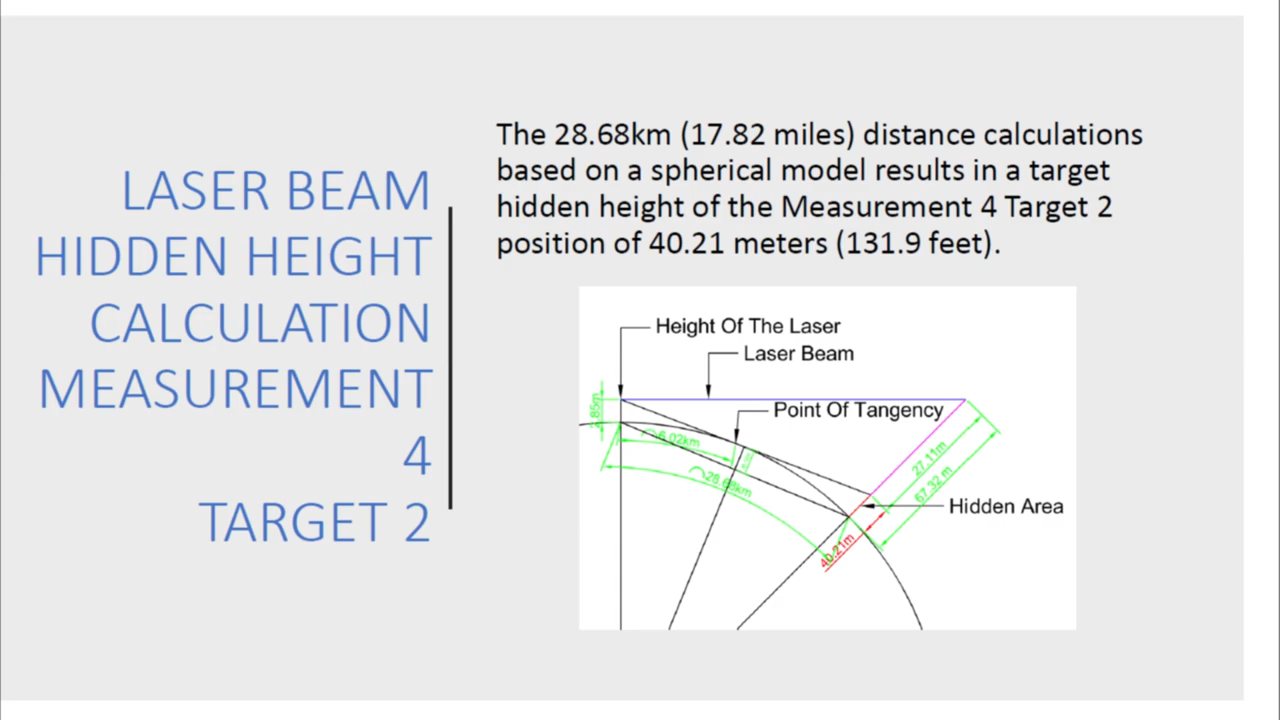 LASER BEAM
HIDDEN HEIGHT
CALCULATION
MEASUREMENT
4
TARGET 2
The 28.68km (17.82 miles) distance calculations
based on a spherical model results in a target
hidden height of the Measurement 4 Target 2
position of 40.21 meters (131.9 feet).
Height Of The Laser
Laser Beam
Point Of Tangency
6.02km
28.68km
27.11m
67.32 m
Hidden Area
40.21m